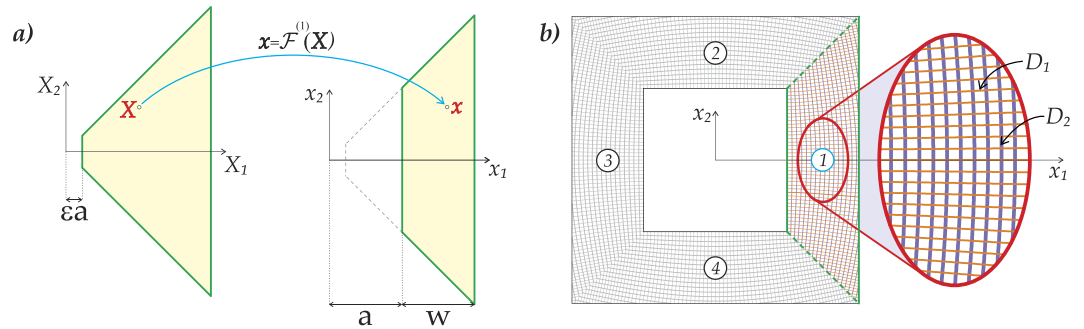 a)
x=F⁽¹⁾(X)
X₂
X
X₁
εa
x₂
x
x₁
a
w
b)
2
D₁
D₂
x₂
3
1
x₁
4